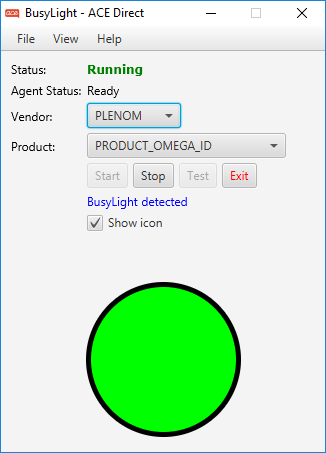 ACE BusyLight - ACE Direct
File View Help
Status: Running
Agent Status: Ready
Vendor: PLENOM
Product: PRODUCT_OMEGA_ID
Start Stop Test Exit
BusyLight detected
Show icon